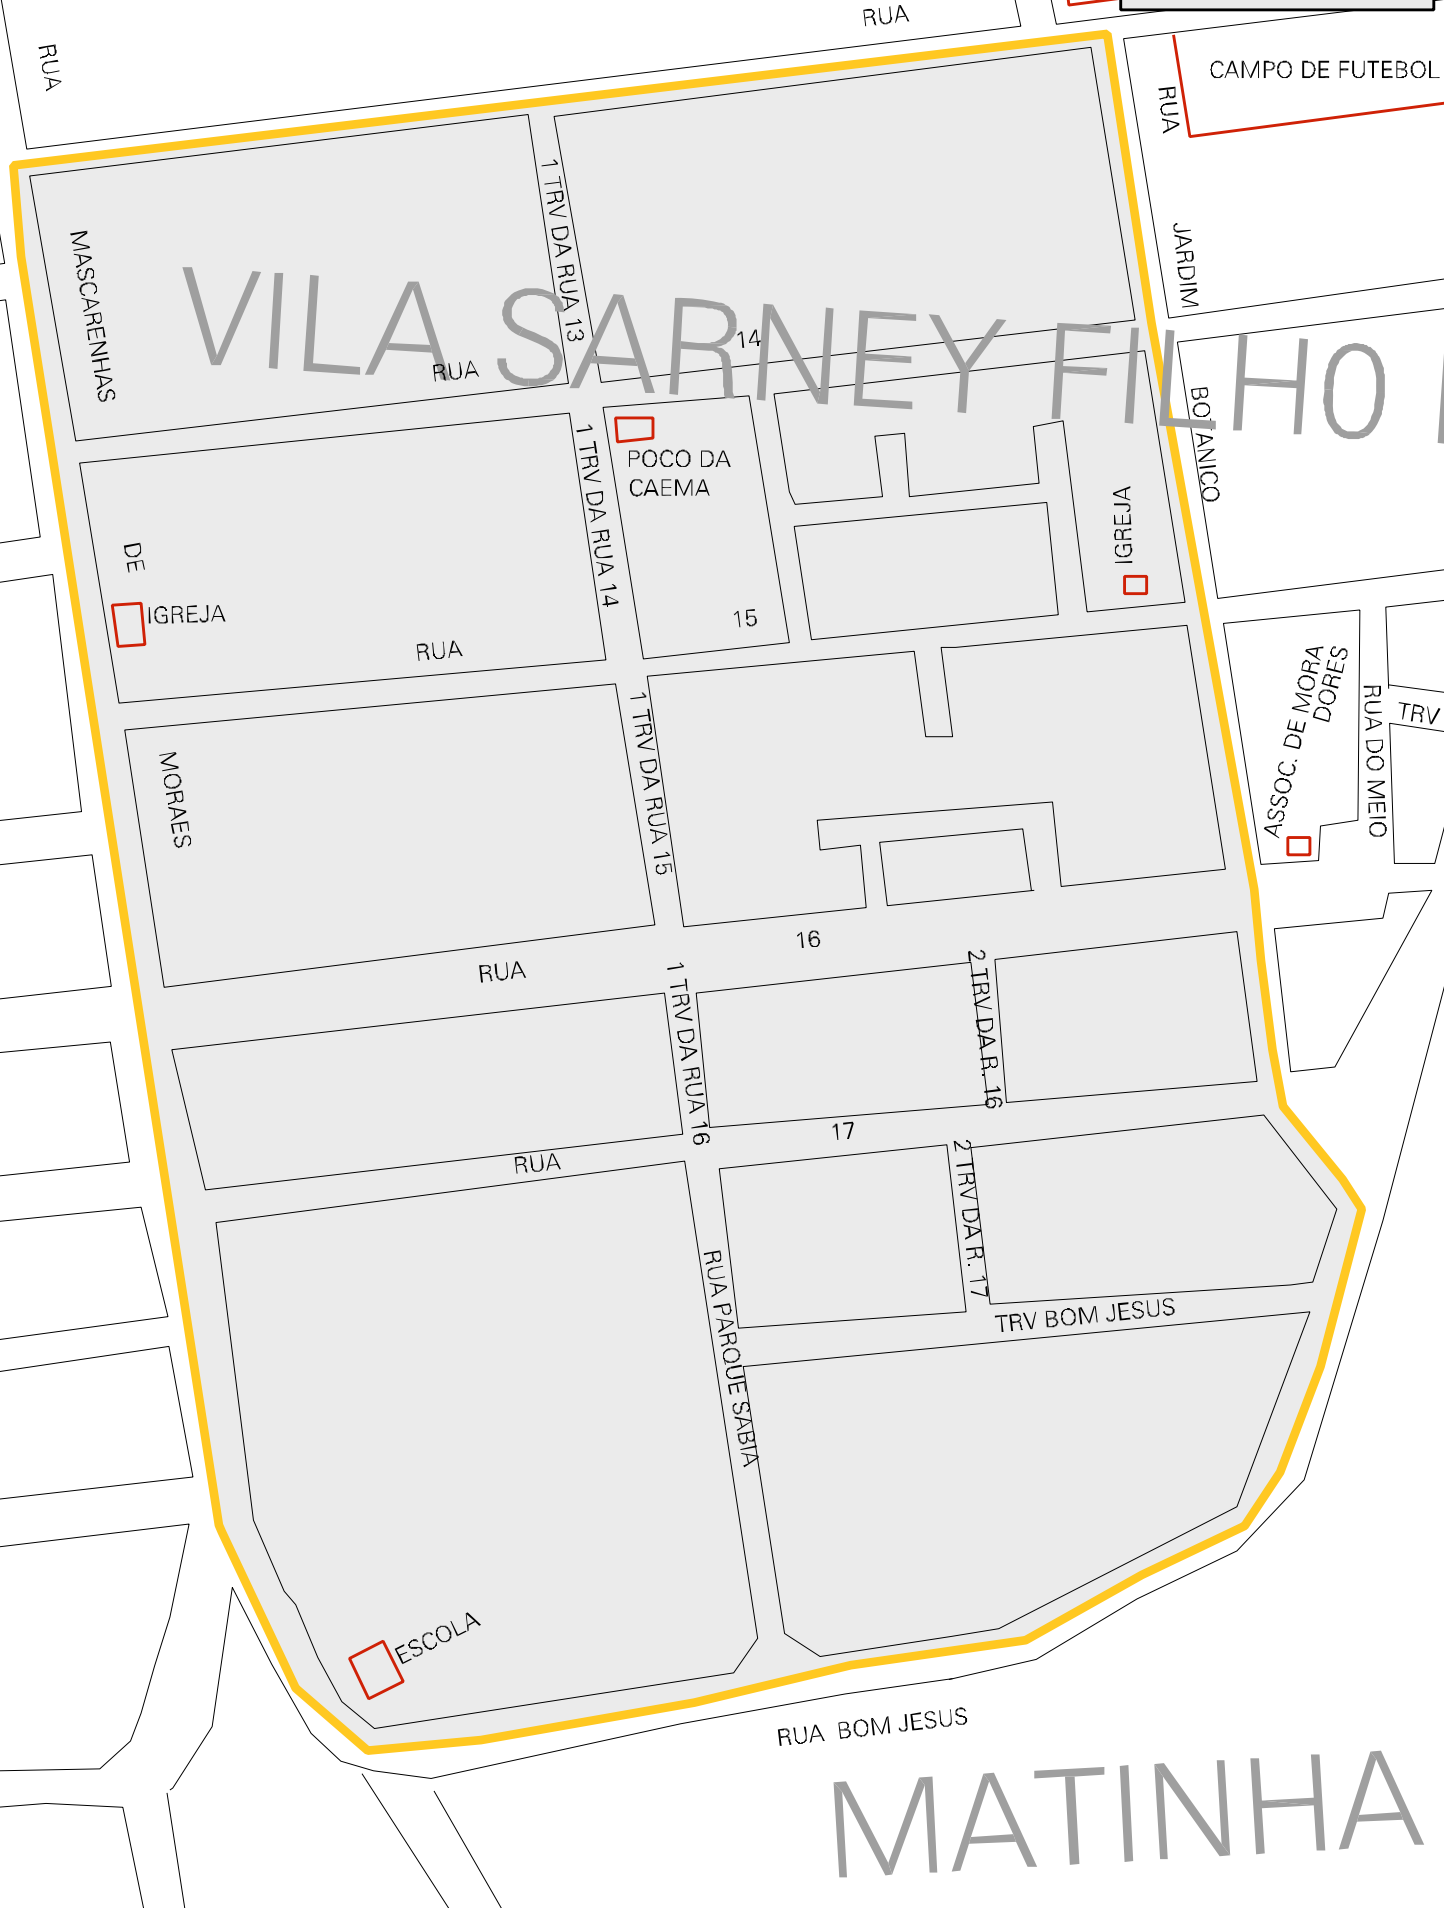 RUA
RUA
CAMPO DE FUTEBOL
RUA
JARDIM
BOTANICO
MASCARENHAS
DE
MORAES
1 TRV DA RUA 13
VILA SARNEY FILHO
RUA
14
1 TRV DA RUA 14
POCO DA
CAEMA
IGREJA
IGREJA
RUA
15
ASSOC. DE MORA
DORES
RUA DO MEIO
TRV
1 TRV DA RUA 15
RUA
16
1 TRV DA RUA 16
2 TRV DA R. 16
RUA
17
2 TRV DA R. 17
RUA PARQUE SABIA
TRV BOM JESUS
ESCOLA
RUA BOM JESUS
MATINHA